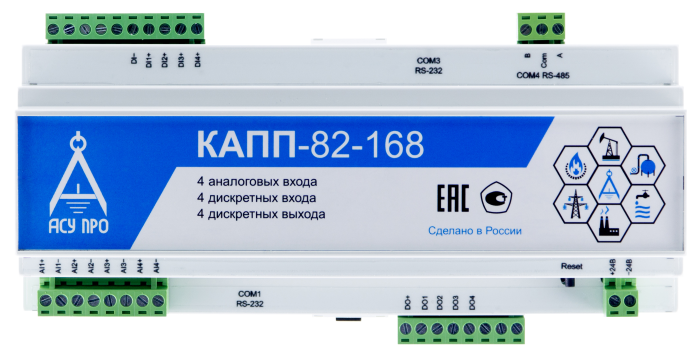 DI–
DI1+
DI2+
DI3+
DI4+
COM3
RS-232
B
Com
A
COM4 RS-485
КАПП-82-168
4 аналоговых входа
4 дискретных входа
4 дискретных выхода
АСУ ПРО
ЕАС
Сделано в России
AI1+
AI1–
AI2+
AI2–
AI3+
AI3–
AI4+
AI4–
COM1
RS-232
DO+
DO1
DO2
DO3
DO4
Reset
+24В
-24В